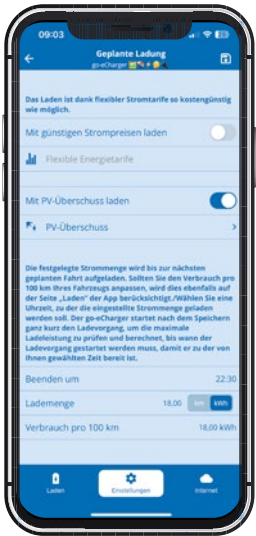 09:03
Geplante Ladung
go-eCharger
Das Laden ist dank flexibler Stromtarife so kostengünstig
wie möglich.
Mit günstigen Strompreisen laden
Flexible Energietarife
Mit PV-Überschuss laden
PV-Überschuss
Die festgelegte Strommenge wird bis zur nächsten
geplanten Fahrt aufgeladen. Sollten Sie den Verbrauch pro
100 km Ihres Fahrzeugs anpassen, wird dies ebenfalls auf
der Seite „Laden" der App berücksichtigt./Wählen Sie eine
Uhrzeit, zu der die eingestellte Strommenge geladen
werden soll. Der go-eCharger startet nach dem Speichern
ganz kurz den Ladevorgang, um die maximale
Ladeleistung zu prüfen und berechnet, bis wann der
Ladevorgang gestartet werden muss, damit er zu der von
Ihnen gewählten Zeit bereit ist.
Beenden um 22:30
Lademenge 18,00 km kWh
Verbrauch pro 100 km 18,00 kWh
Laden Einstellungen Internet